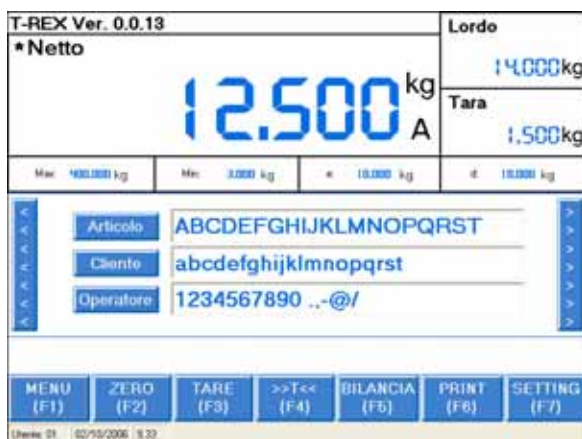 T-REX Ver. 0.0.13
*Netto
12.500 kg
A
Lordo
14.000kg
Tara
1.500kg
Max 400.000 kg
Min 3.000 kg
e 10.000 kg
d 10.000 kg
Articolo ABCDEFGHIJKLMNOPQRST
Cliente abcdefghijklmnopqrst
Operatore 1234567890 ..-@/
MENU (F1) ZERO (F2) TARE (F3) >>T<< (F4) BILANCIA (F5) PRINT (F6) SETTING (F7)
Utente: 01 02/10/2006 9.33